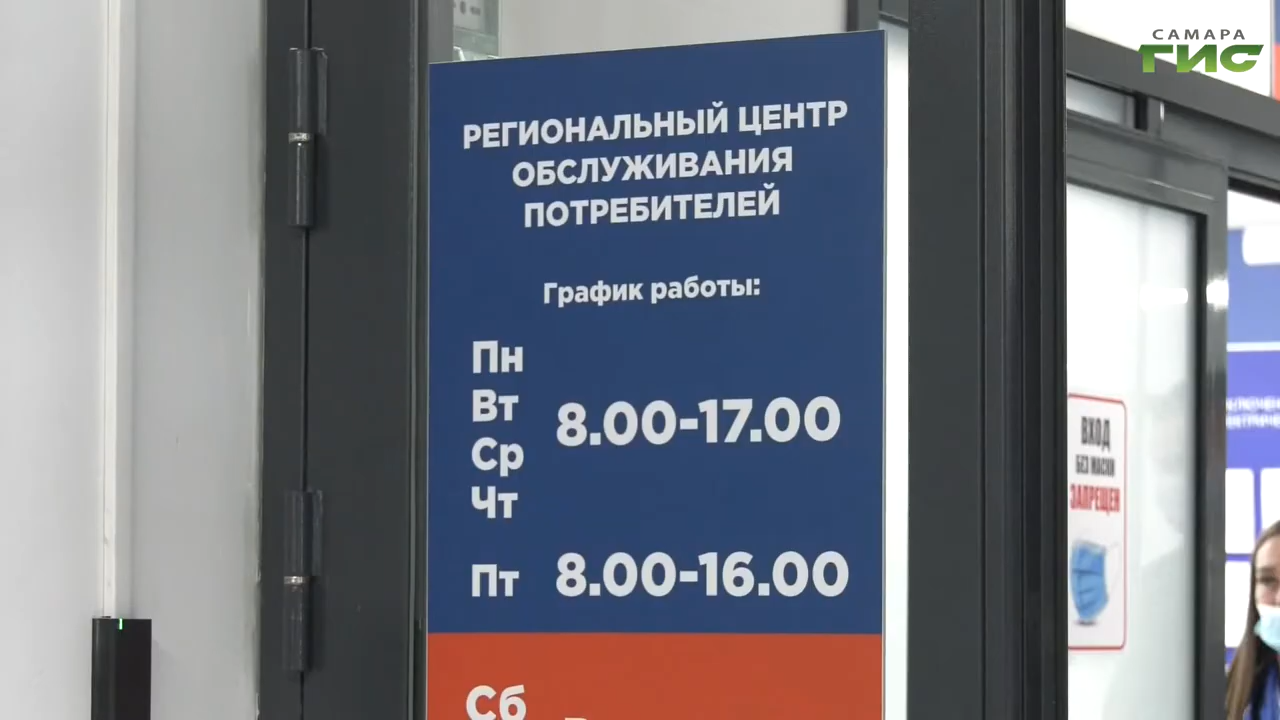 САМАРА
ГИС
РЕГИОНАЛЬНЫЙ ЦЕНТР
ОБСЛУЖИВАНИЯ
ПОТРЕБИТЕЛЕЙ
График работы:
Пн
Вт
Ср
Чт
8.00-17.00
Пт 8.00-16.00
Сб
ВХОД
БЕЗ МАСКИ
ЗАПРЕЩЕН